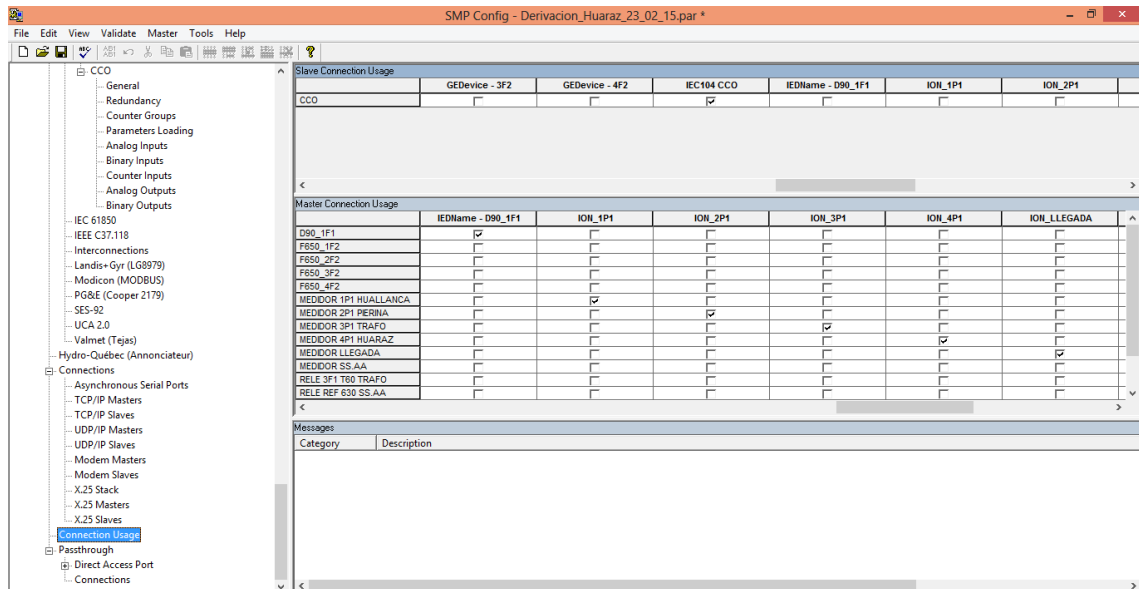 SMP Config - Derivacion_Huaraz_23_02_15.par *
File Edit View Validate Master Tools Help
CCO
General
Redundancy
Counter Groups
Parameters Loading
Analog Inputs
Binary Inputs
Counter Inputs
Analog Outputs
Binary Outputs
IEC 61850
IEEE C37.118
Interconnections
Landis+Gyr (LG8979)
Modicon (MODBUS)
PG&E (Cooper 2179)
SES-92
UCA 2.0
Valmet (Tejas)
Hydro-Québec (Annonciateur)
Connections
Asynchronous Serial Ports
TCP/IP Masters
TCP/IP Slaves
UDP/IP Masters
UDP/IP Slaves
Modem Masters
Modem Slaves
X.25 Stack
X.25 Masters
X.25 Slaves
Connection Usage
Passthrough
Direct Access Port
Connections
Slave Connection Usage
GEDevice - 3F2 GEDevice - 4F2 IEC104 CCO IEDName - D90_1F1 ION_1P1 ION_2P1
CCO
Master Connection Usage
IEDName - D90_1F1 ION_1P1 ION_2P1 ION_3P1 ION_4P1 ION_LLEGADA
D90_1F1
F650_1F2
F650_2F2
F650_3F2
F650_4F2
MEDIDOR 1P1 HUALLANCA
MEDIDOR 2P1 PIERINA
MEDIDOR 3P1 TRAFO
MEDIDOR 4P1 HUARAZ
MEDIDOR LLEGADA
MEDIDOR SS.AA
RELE 3F1 T60 TRAFO
RELE REF 630 SS.AA
Messages
Category Description